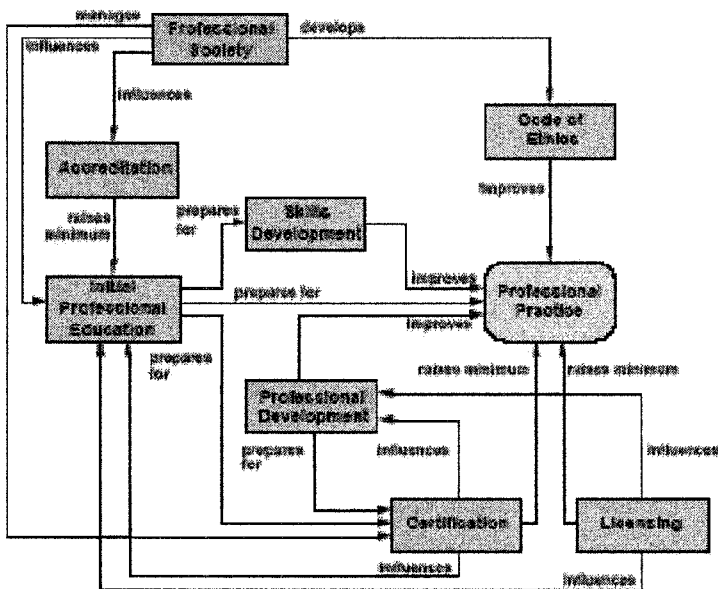 manages
influences
Professional
Society
develops
influences
Code of
Ethics
Accreditation
improves
raises
minimum
prepares
for
Skills
Development
Initial
Professional
Education
prepares for
improves
improves
Professional
Practice
prepares
for
raises minimum
raises minimum
Professional
Development
prepares
for
influences
influences
Certification
Licensing
influences
influences